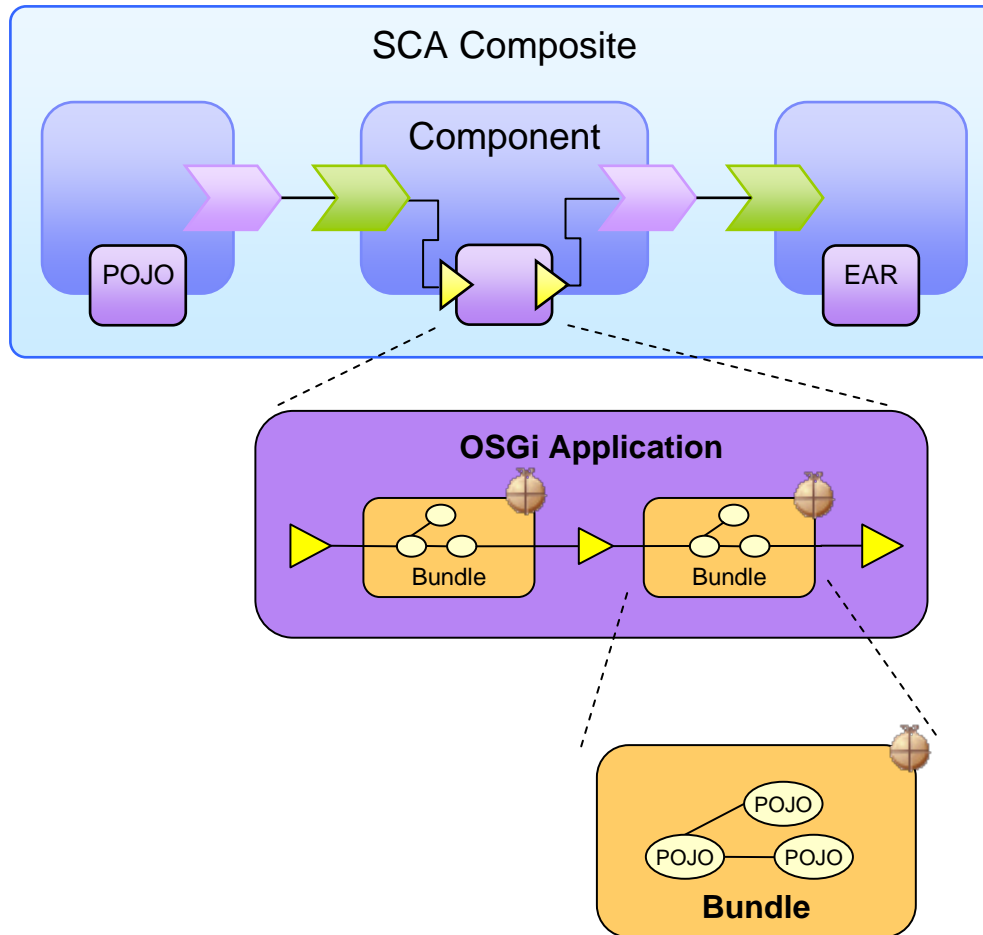 SCA Composite
Component
POJO
EAR
OSGi Application
Bundle
Bundle
POJO
POJO
POJO
Bundle